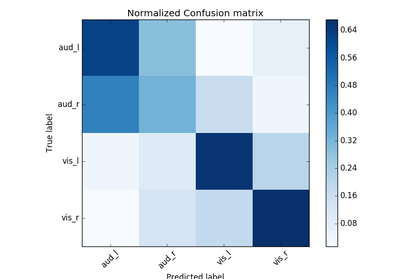 Normalized Confusion matrix
aud_l
aud_r
vis_l
vis_r
True label
aud_l
aud_r
vis_l
vis_r
Predicted label
0.64
0.56
0.48
0.40
0.32
0.24
0.16
0.08